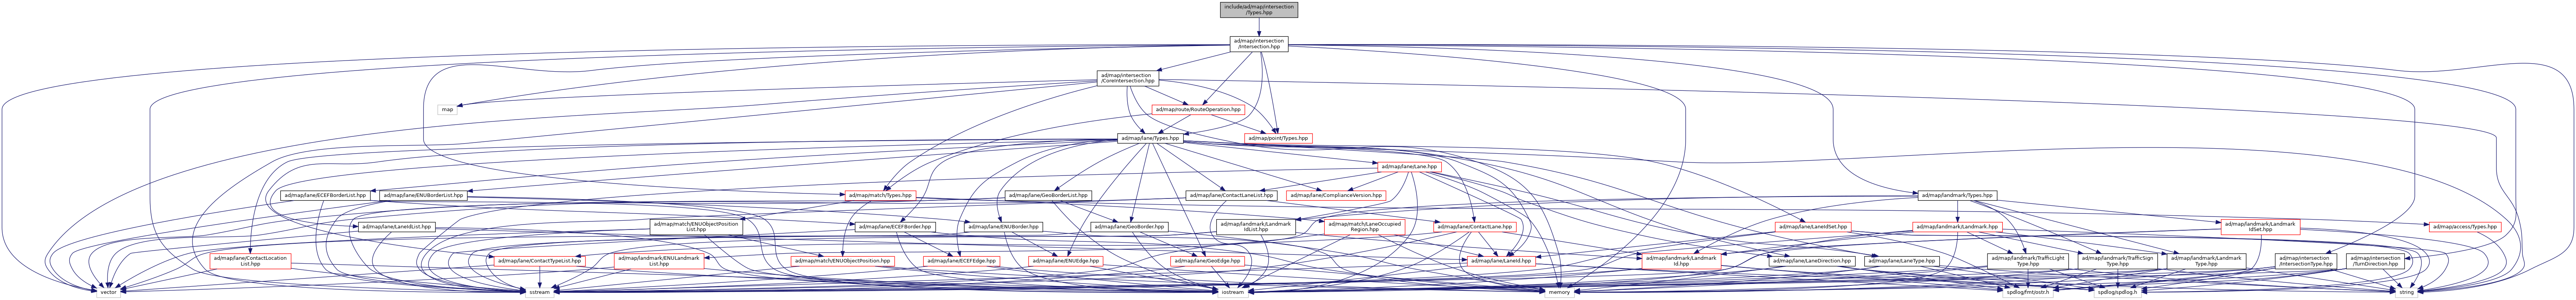 include/ad/map/intersection
/Types.hpp
ad/map/intersection
/Intersection.hpp
ad/map/intersection
/CoreIntersection.hpp
map
ad/map/route/RouteOperation.hpp
ad/map/lane/Types.hpp
ad/map/point/Types.hpp
ad/map/lane/Lane.hpp
ad/map/lane/ECEFBorderList.hpp
ad/map/lane/ENUBorderList.hpp
ad/map/match/Types.hpp
ad/map/lane/GeoBorderList.hpp
ad/map/lane/ContactLaneList.hpp
ad/map/lane/ComplianceVersion.hpp
ad/map/landmark/Types.hpp
ad/map/lane/LaneIdList.hpp
ad/map/match/ENUObjectPosition
List.hpp
ad/map/lane/ECEFBorder.hpp
ad/map/lane/ENUBorder.hpp
ad/map/lane/GeoBorder.hpp
ad/map/landmark/Landmark
IdList.hpp
ad/map/match/LaneOccupied
Region.hpp
ad/map/lane/ContactLane.hpp
ad/map/lane/LaneIdSet.hpp
ad/map/landmark/Landmark.hpp
ad/map/landmark/Landmark
IdSet.hpp
ad/map/access/Types.hpp
ad/map/lane/ContactLocation
List.hpp
ad/map/lane/ContactTypeList.hpp
ad/map/landmark/ENULandmark
List.hpp
ad/map/match/ENUObjectPosition.hpp
ad/map/lane/ECEFEdge.hpp
ad/map/lane/ENUEdge.hpp
ad/map/lane/GeoEdge.hpp
ad/map/lane/LaneId.hpp
ad/map/landmark/Landmark
Id.hpp
ad/map/lane/LaneDirection.hpp
ad/map/lane/LaneType.hpp
ad/map/landmark/TrafficLight
Type.hpp
ad/map/landmark/TrafficSign
Type.hpp
ad/map/landmark/Landmark
Type.hpp
ad/map/intersection
/IntersectionType.hpp
ad/map/intersection
/TurnDirection.hpp
vector
sstream
iostream
memory
spdlog/fmt/ostr.h
spdlog/spdlog.h
string